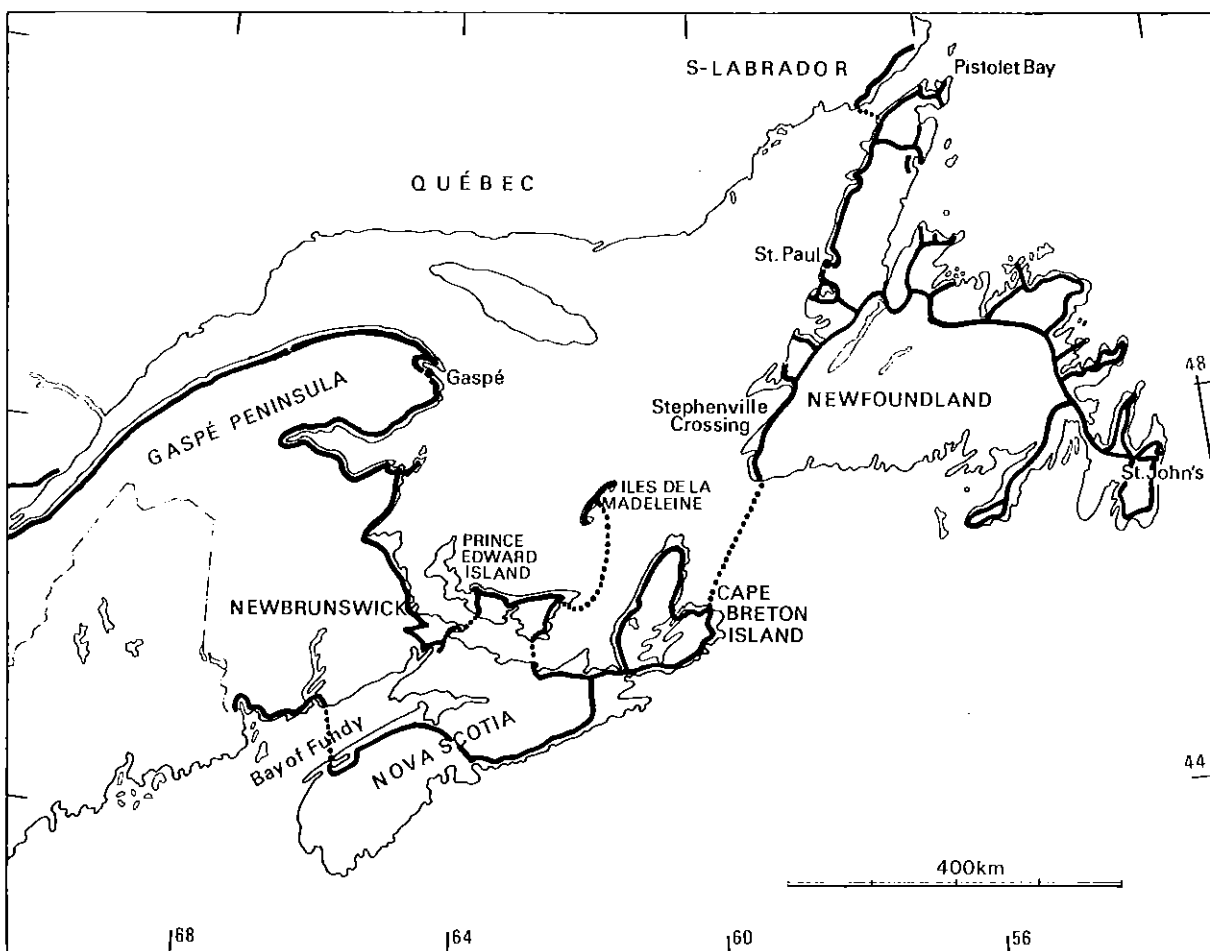 S-LABRADOR
Pistolet Bay
QUÉBEC
St. Paul
Gaspé
GASPÉ PENINSULA
48
Stephenville
Crossing
NEWFOUNDLAND
St. John's
ILES DE LA
MADELEINE
PRINCE
EDWARD
ISLAND
NEWBRUNSWICK
CAPE
BRETON
ISLAND
Bay of Fundy
NOVA SCOTIA
44
400km
68
64
60
56